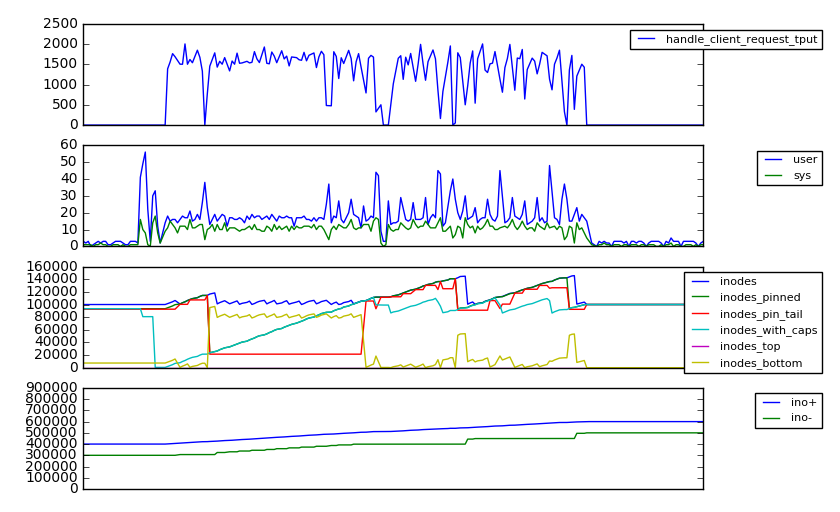 2500
2000
1500
1000
500
0
handle_client_request_tput
60
50
40
30
20
10
0
user
sys
160000
140000
120000
100000
80000
60000
40000
20000
0
inodes
inodes_pinned
inodes_pin_tail
inodes_with_caps
inodes_top
inodes_bottom
900000
800000
700000
600000
500000
400000
300000
200000
100000
0
ino+
ino-